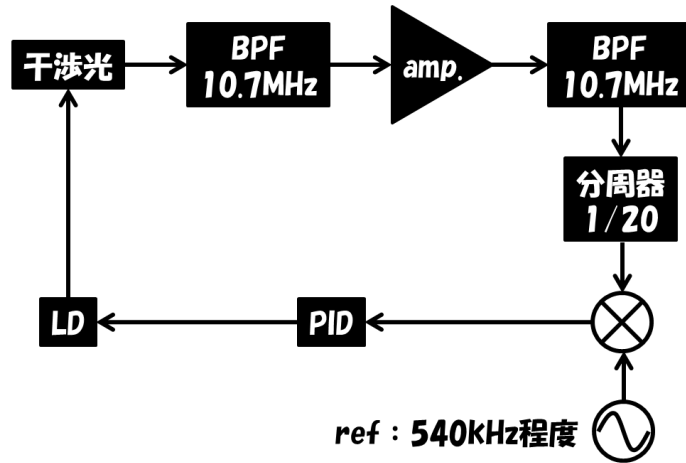 干渉光
BPF
10.7MHz
amp.
BPF
10.7MHz
分周器
1/20
LD
PID
ref：540KHz程度